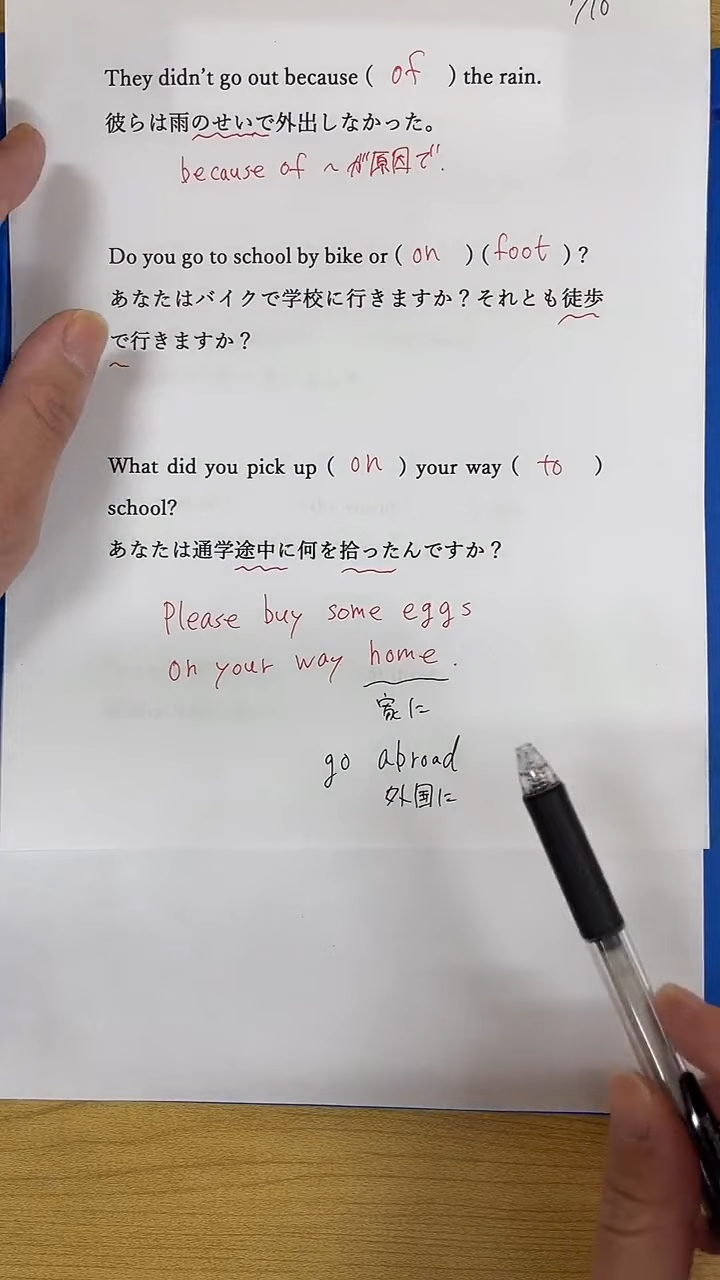 They didn't go out because ( of ) the rain.
彼らは雨のせいで外出しなかった。
because of ~が原因で.
Do you go to school by bike or ( on ) ( foot ) ?
あなたはバイクで学校に行きますか？それとも徒歩
で行きますか？
What did you pick up ( on ) your way ( to )
school?
あなたは通学途中に何を拾ったんですか？
Please buy some eggs
on your way home.
家に
go abroad
外国に